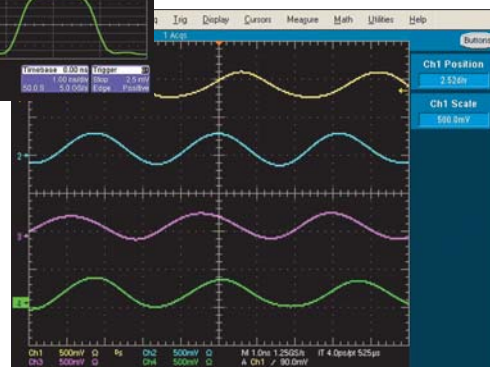 Trig Display Cursors Measure Math Utilities Help
1 Acqs
Buttons
Timebase 0.00 ns Trigger
1.00 ns/div Stop 2.5 mV
50.0 S 5.0 GS/s Edge Positive
Ch1 Position
2.52div
Ch1 Scale
500.0mV
2
3
4
Ch1 500mV Ω Bs Ch2 500mV Ω M 1.0ns 1.25GS/s IT 4.0ps/pt 525µs
Ch3 500mV Ω Ch4 500mV Ω A Ch1 / 90.0mV